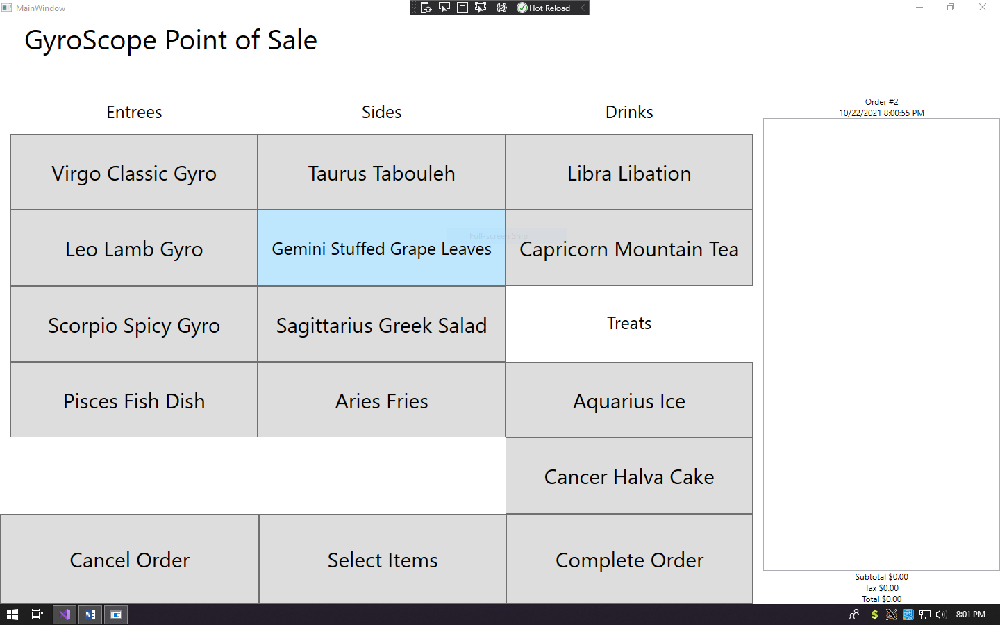 MainWindow
Hot Reload
GyroScope Point of Sale
Entrees
Sides
Drinks
Virgo Classic Gyro
Taurus Tabouleh
Libra Libation
Leo Lamb Gyro
Gemini Stuffed Grape Leaves
Full-screen Snip
Capricorn Mountain Tea
Scorpio Spicy Gyro
Sagittarius Greek Salad
Treats
Pisces Fish Dish
Aries Fries
Aquarius Ice
Cancer Halva Cake
Cancel Order
Select Items
Complete Order
Order #2
10/22/2021 8:00:55 PM
Subtotal $0.00
Tax $0.00
Total $0.00
8:01 PM